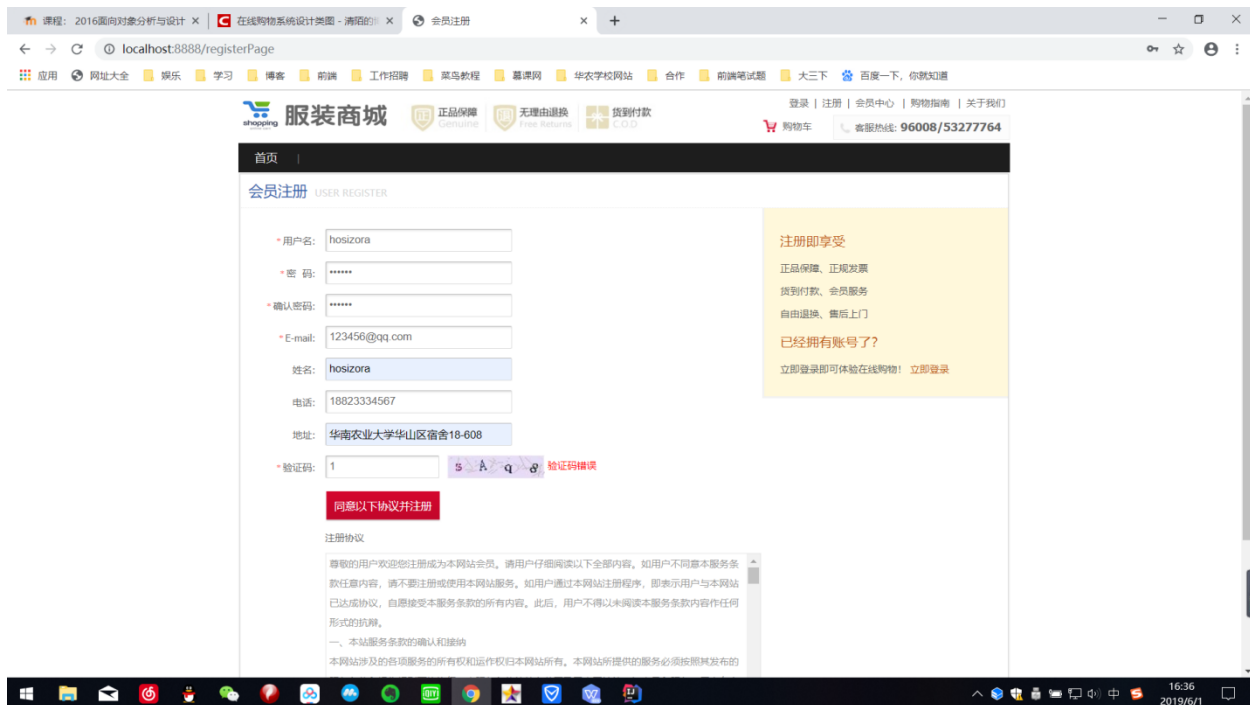 课程：2016面向对象分析与设计
在线购物系统设计类图 - 清陌的
会员注册
localhost:8888/registerPage
应用 网址大全 娱乐 学习 博客 前端 工作招聘 菜鸟教程 慕课网 华农学校网站 合作 前端笔试题 大三下 百度一下，你就知道
登录 | 注册 | 会员中心 | 购物指南 | 关于我们
shopping 服装商城
正品保障 Genuine
无理由退换 Free Returns
货到付款 C.O.D
购物车 客服热线: 96008/53277764
首页 |
会员注册 USER REGISTER
*用户名: hosizora
*密 码: ••••••
*确认密码: ••••••
*E-mail: 123456@qq.com
姓名: hosizora
电话: 18823334567
地址: 华南农业大学华山区宿舍18-608
*验证码: 1 s A q 8 验证码错误
同意以下协议并注册
注册协议
尊敬的用户欢迎您注册成为本网站会员。请用户仔细阅读以下全部内容。如用户不同意本服务条
款任意内容，请不要注册或使用本网站服务。如用户通过本网站注册程序，即表示用户与本网站
已达成协议，自愿接受本服务条款的所有内容。此后，用户不得以未阅读本服务条款内容作任何
形式的抗辩。
一、本站服务条款的确认和接纳
本网站涉及的各项服务的所有权和运作权归本网站所有。本网站所提供的服务必须按照其发布的
注册即享受
正品保障、正规发票
货到付款、会员服务
自由退换、售后上门
已经拥有账号了？
立即登录即可体验在线购物！ 立即登录
中
16:36
2019/6/1